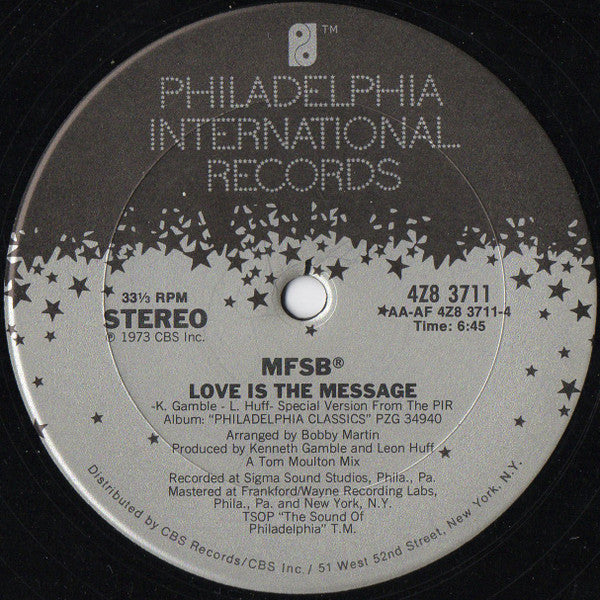 TM
PHILADELPHIA
INTERNATIONAL
RECORDS
33⅓ RPM
STEREO
℗ 1973 CBS Inc.
4Z8 3711
AA-AF 4Z8 3711-4
Time: 6:45
MFSB®
LOVE IS THE MESSAGE
-K. Gamble - L. Huff- Special Version From The PIR
Album: "PHILADELPHIA CLASSICS" PZG 34940
Arranged by Bobby Martin
Produced by Kenneth Gamble and Leon Huff
A Tom Moulton Mix
Recorded at Sigma Sound Studios, Phila., Pa.
Mastered at Frankford/Wayne Recording Labs,
Phila., Pa. and New York, N.Y.
TSOP "The Sound Of
Philadelphia" T.M.
Distributed by CBS Records/CBS Inc./ 51 West 52nd Street, New York, N.Y.